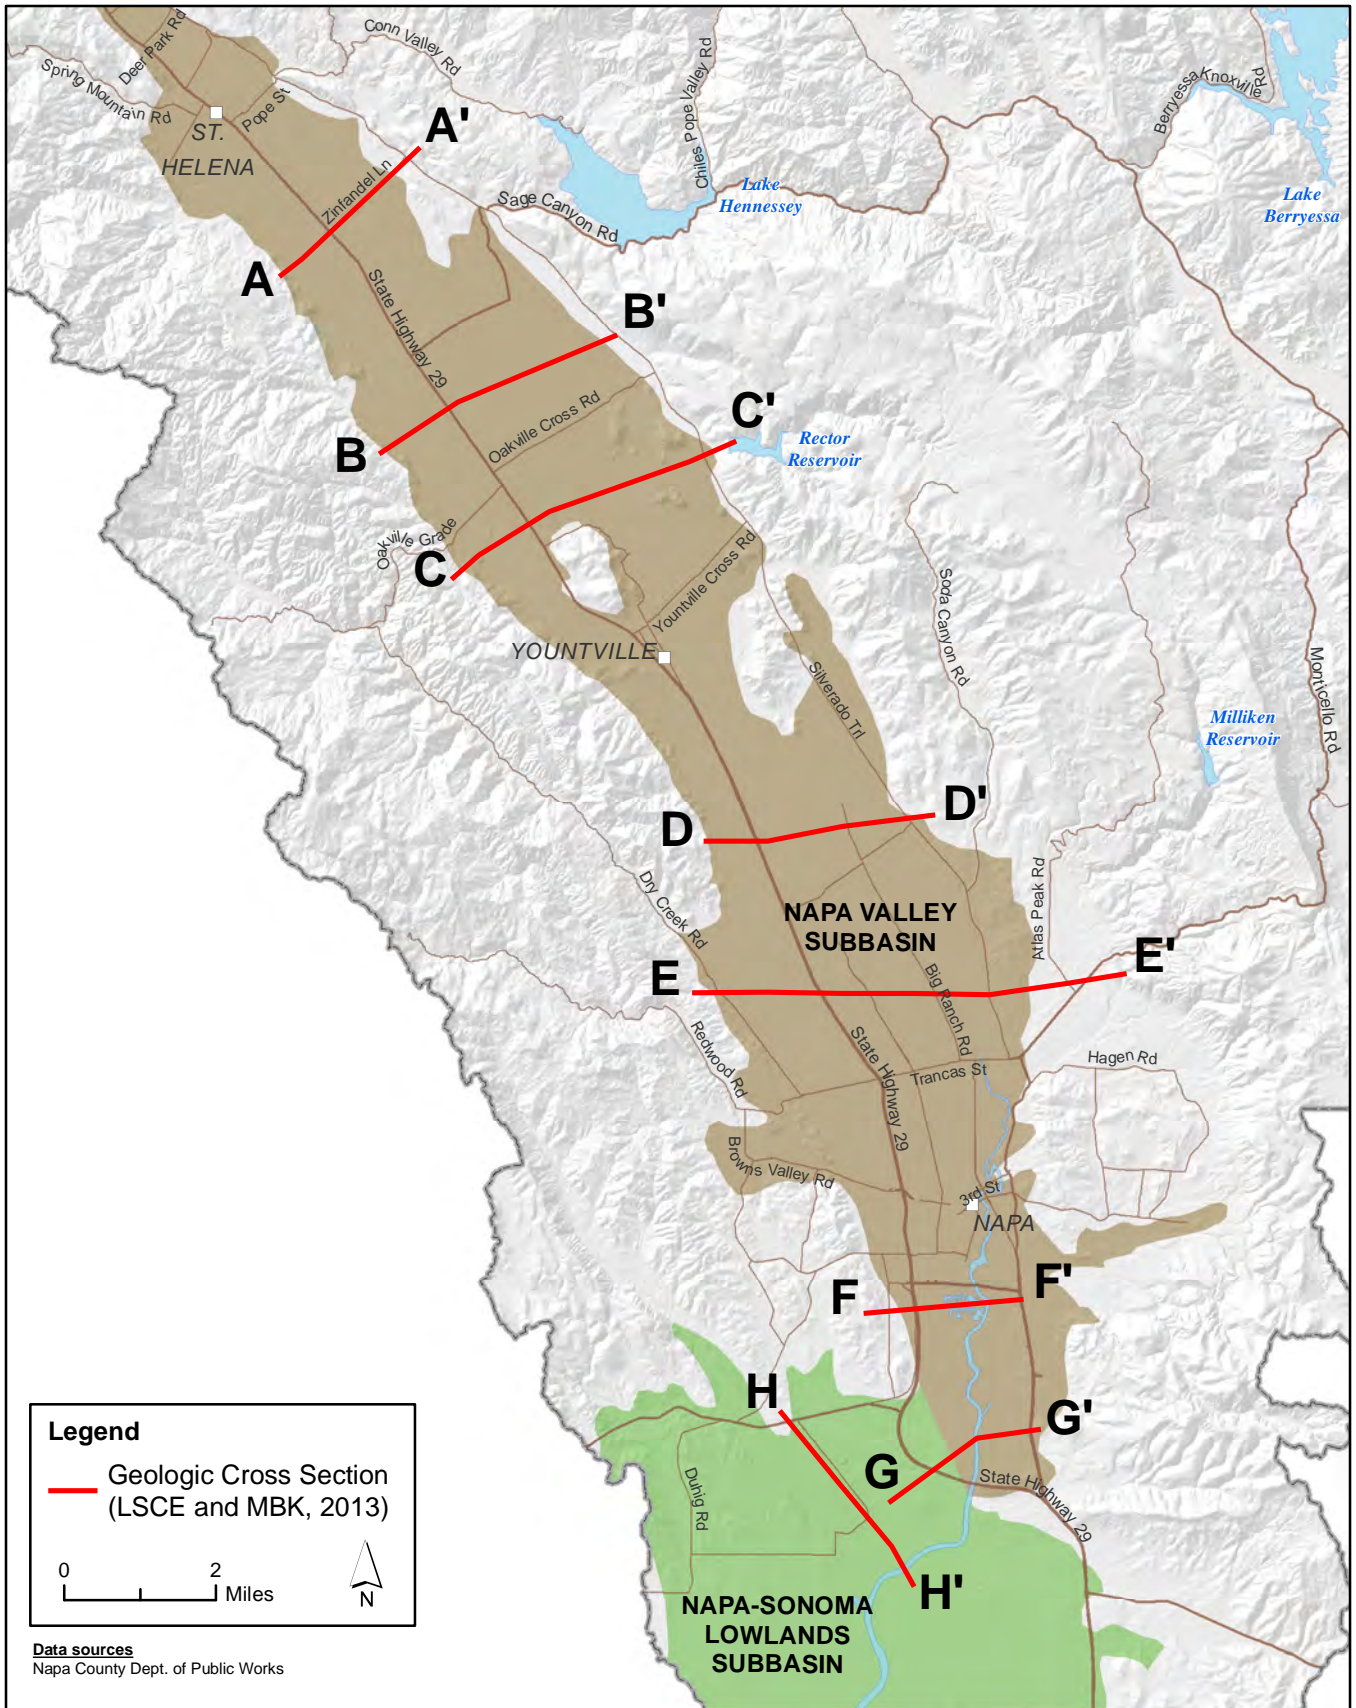 Deer Park Rd
Conn Valley Rd
Spring Mountain Rd
Pope St
ST.
HELENA
A'
Chiles Pope Valley Rd
Berryessa Knoxville Rd
Zinfandel Ln
Sage Canyon Rd
Lake
Hennessey
Lake
Berryessa
A
State Highway 29
B'
Oakville Cross Rd
C'
B
Rector
Reservoir
Oakville Grade
C
Yountville Cross Rd
Soda Canyon Rd
YOUNTVILLE
Silverado Trl
Monticello Rd
Milliken
Reservoir
D'
D
Dry Creek Rd
Atlas Peak Rd
NAPA VALLEY
SUBBASIN
E'
E
Big Ranch Rd
Redwood Rd
State Highway 29
Trancas St
Hagen Rd
Browns Valley Rd
3rd St
NAPA
F'
F
H
G'
G
State Highway 29
Duhig Rd
H'
NAPA-SONOMA
LOWLANDS
SUBBASIN
Legend
Geologic Cross Section
(LSCE and MBK, 2013)
0 2
Miles
N
Data sources
Napa County Dept. of Public Works